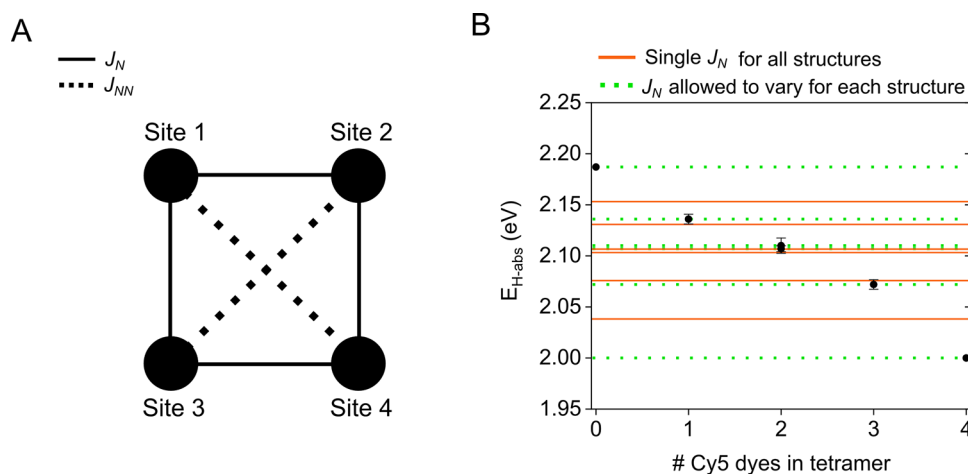 A
J_N
J_NN
Site 1 Site 2
Site 3 Site 4
B
Single J_N for all structures
J_N allowed to vary for each structure
2.25
2.20
2.15
2.10
2.05
2.00
1.95
E_H-abs (eV)
0 1 2 3 4
# Cy5 dyes in tetramer